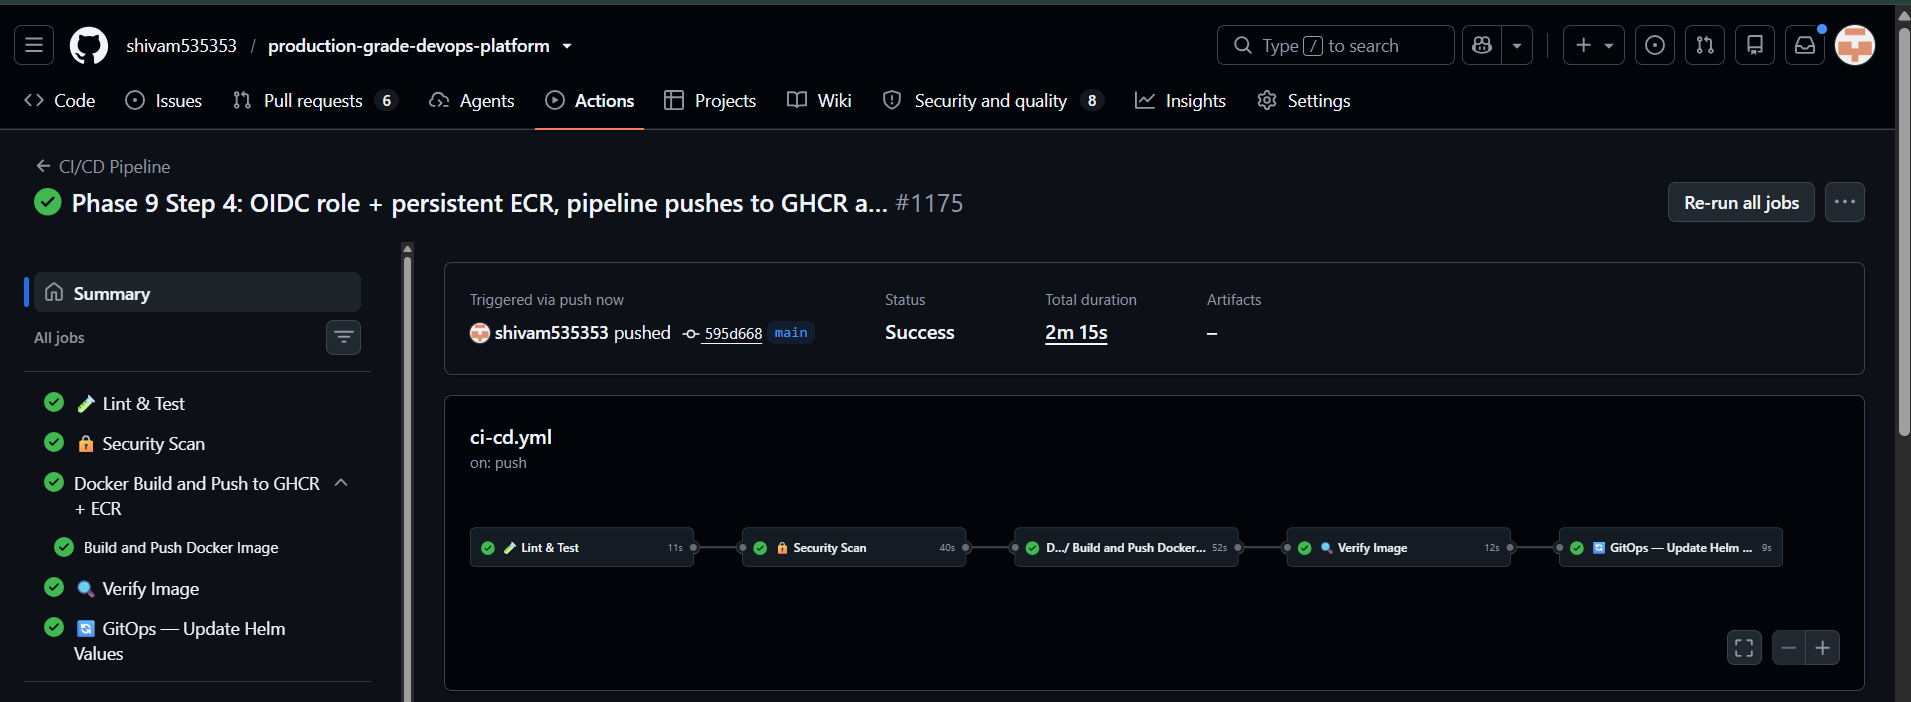 shivam535353 / production-grade-devops-platform
Type / to search
Code
Issues
Pull requests 6
Agents
Actions
Projects
Wiki
Security and quality 8
Insights
Settings
CI/CD Pipeline
Phase 9 Step 4: OIDC role + persistent ECR, pipeline pushes to GHCR a... #1175
Re-run all jobs
Summary
All jobs
Lint & Test
Security Scan
Docker Build and Push to GHCR
+ ECR
Build and Push Docker Image
Verify Image
GitOps — Update Helm
Values
Triggered via push now
shivam535353 pushed 595d668 main
Status
Success
Total duration
2m 15s
Artifacts
–
ci-cd.yml
on: push
Lint & Test 11s
Security Scan 40s
D.../ Build and Push Docker... 52s
Verify Image 12s
GitOps — Update Helm ... 9s